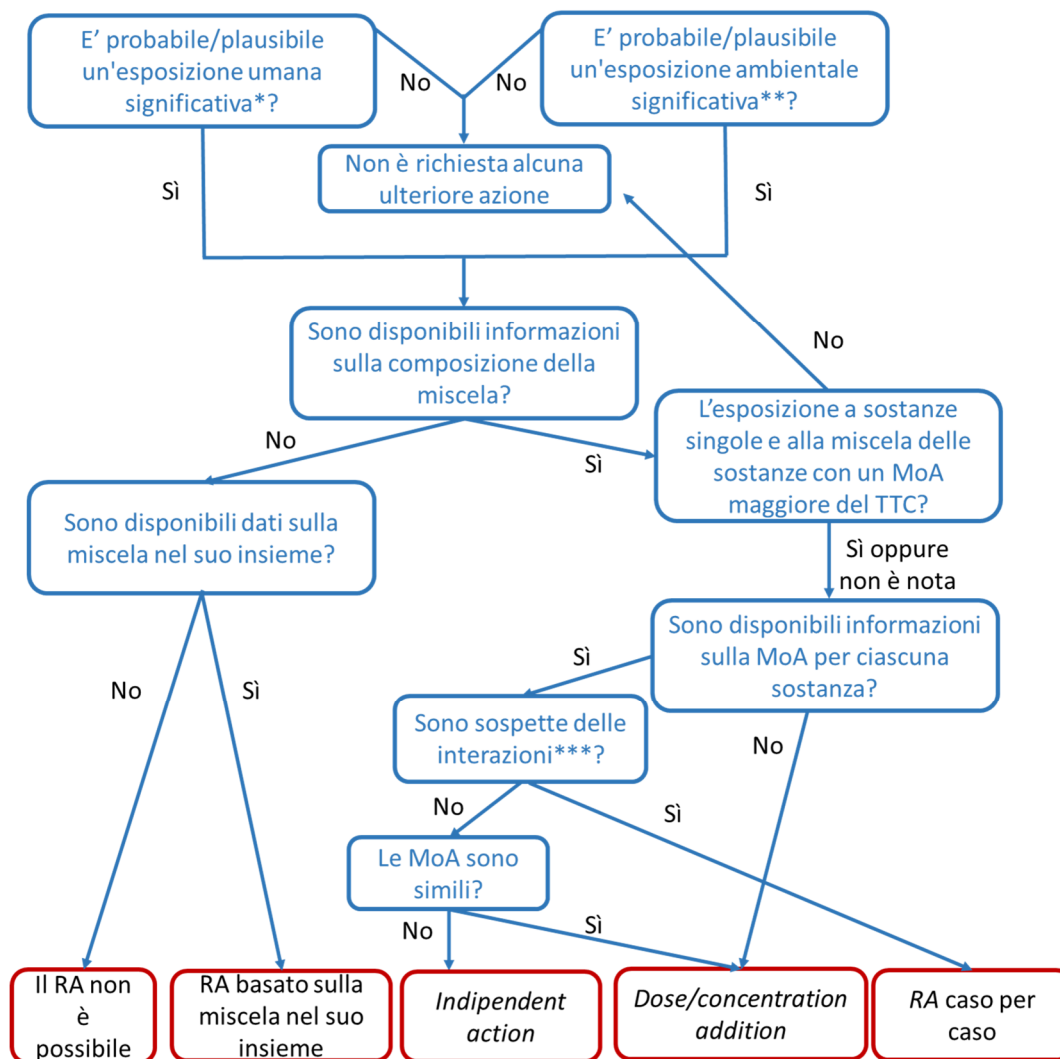 E’ probabile/plausibile
un'esposizione umana
significativa*?
No
No
E’ probabile/plausibile
un'esposizione ambientale
significativa**?
Non è richiesta alcuna
ulteriore azione
Sì
Sì
Sono disponibili informazioni
sulla composizione della
miscela?
No
No
Sì
L’esposizione a sostanze
singole e alla miscela delle
sostanze con un MoA
maggiore del TTC?
Sono disponibili dati sulla
miscela nel suo insieme?
Sì oppure
non è nota
Sono disponibili informazioni
sulla MoA per ciascuna
sostanza?
No
Sì
Sì
Sono sospette delle
interazioni***?
No
No
Sì
Le MoA sono
simili?
No
Sì
Il RA non
è
possibile
RA basato sulla
miscela nel suo
insieme
Indipendent
action
Dose/concentration
addition
RA caso per
caso